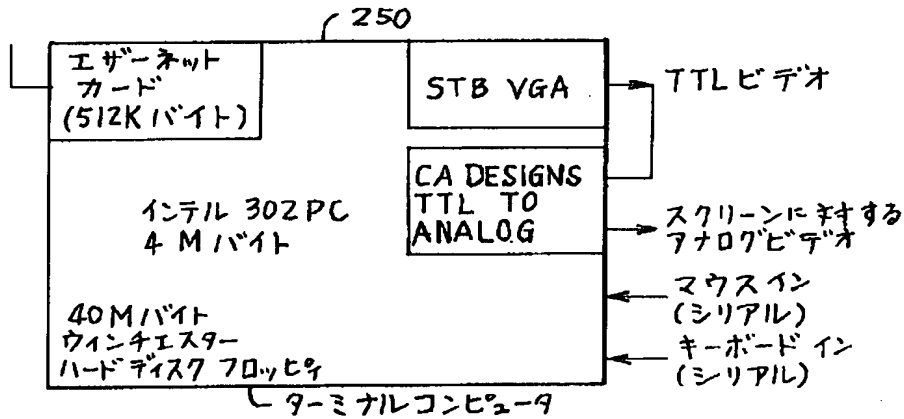 250
エザーネット
カード
(512Kバイト)
STB VGA
TTLビデオ
CA DESIGNS
TTL TO
ANALOG
インテル 302PC
4 Mバイト
スクリーンに対する
アナログビデオ
マウスイン
(シリアル)
40Mバイト
ウィンチェスター
ハードディスク フロッピィ
キーボードイン
(シリアル)
ターミナルコンピュータ